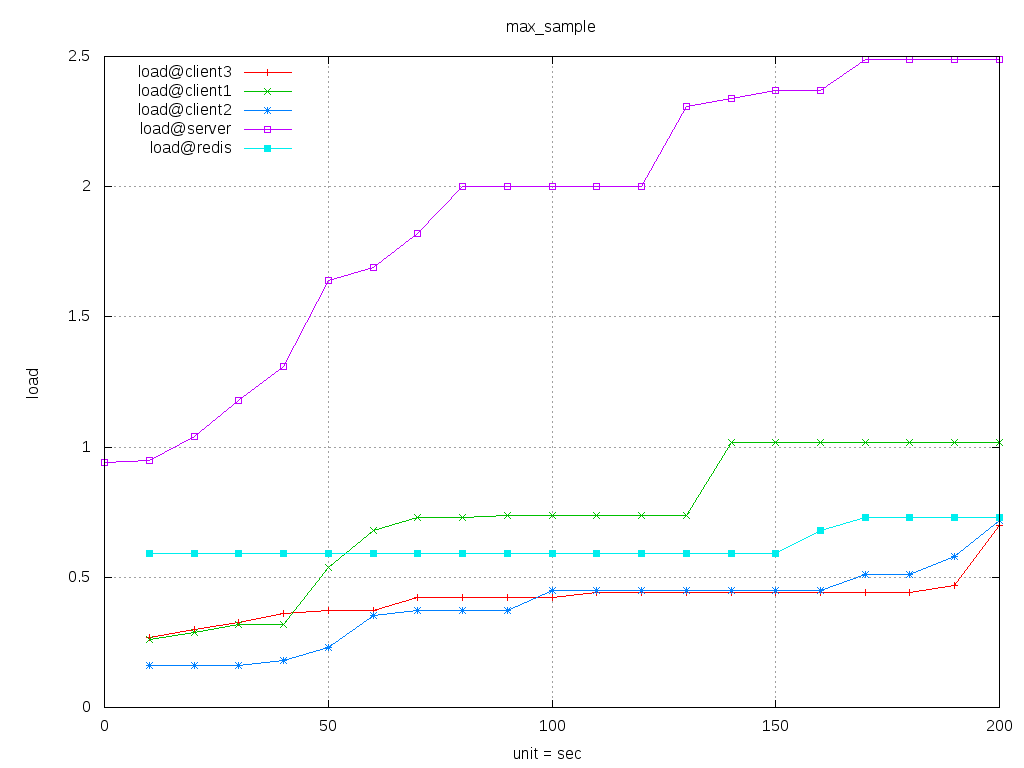 max_sample
2.5
2
1.5
1
0.5
0
load
load@client3
load@client1
load@client2
load@server
load@redis
0 50 100 150 200
unit = sec